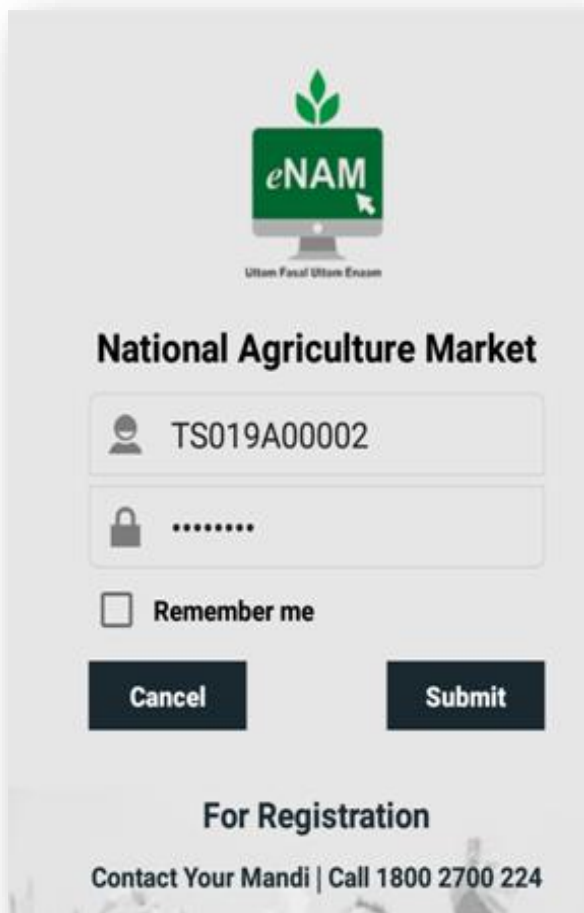 eNAM
Uttam Fasal Uttam Enaam
National Agriculture Market
TS019A00002
••••••••
Remember me
Cancel Submit
For Registration
Contact Your Mandi | Call 1800 2700 224